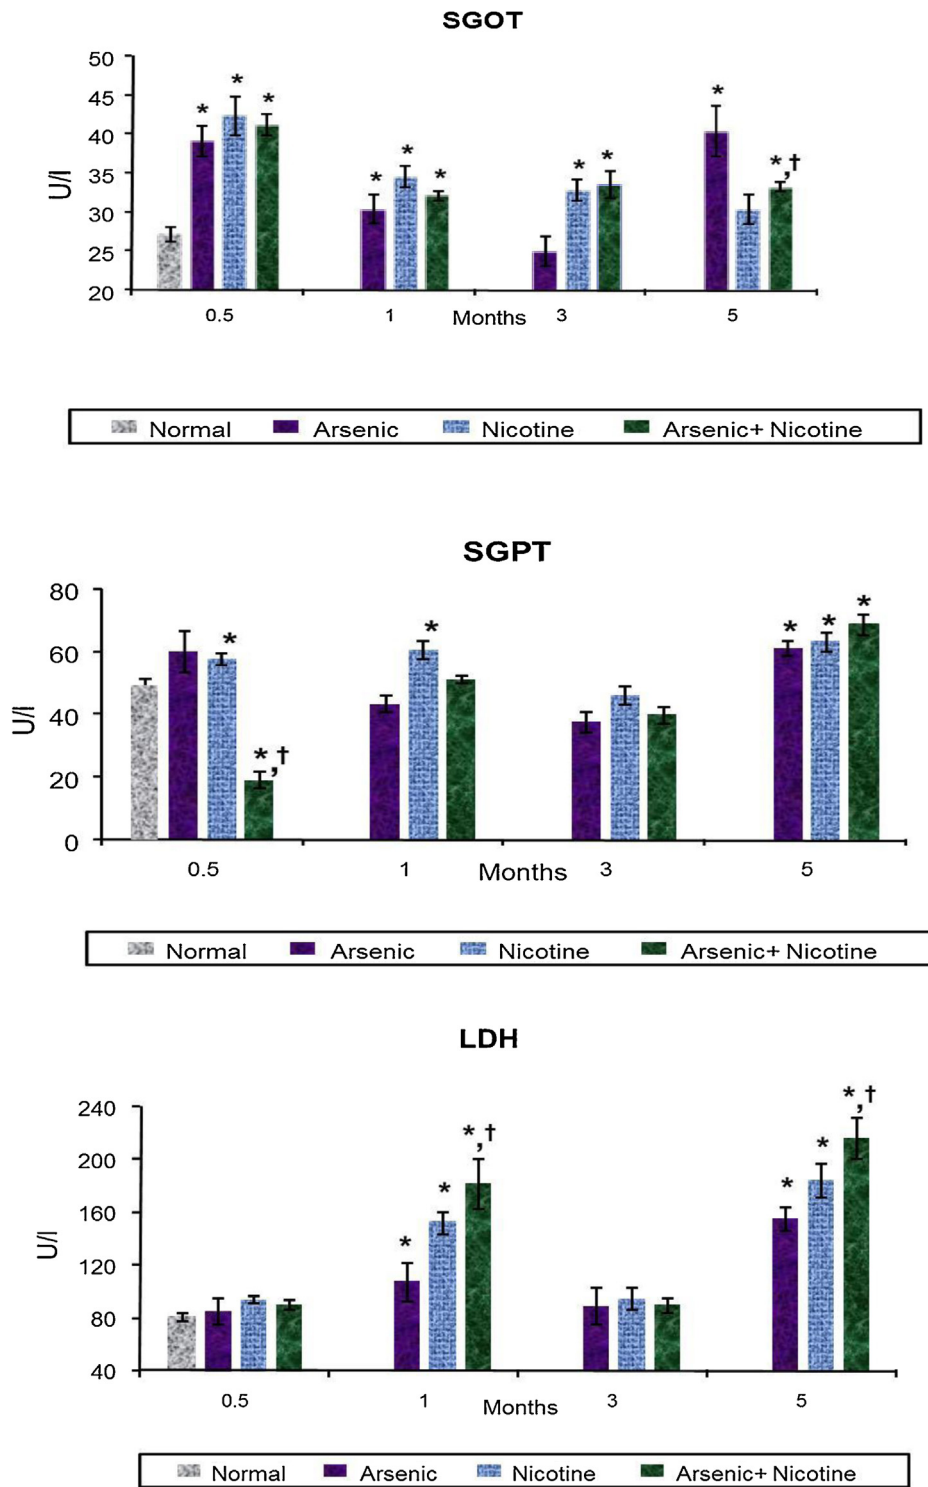 SGOT
50
45
40
35
30
25
20
U/l
* * * *
* * *
* *
* *,†
0.5 1 Months 3 5
Normal Arsenic Nicotine Arsenic+ Nicotine
SGPT
80
60
40
20
0
U/l
* *,†
*
* * *
0.5 1 Months 3 5
Normal Arsenic Nicotine Arsenic+ Nicotine
LDH
240
200
160
120
80
40
U/l
* * *,†
* * *,†
0.5 1 Months 3 5
Normal Arsenic Nicotine Arsenic+ Nicotine